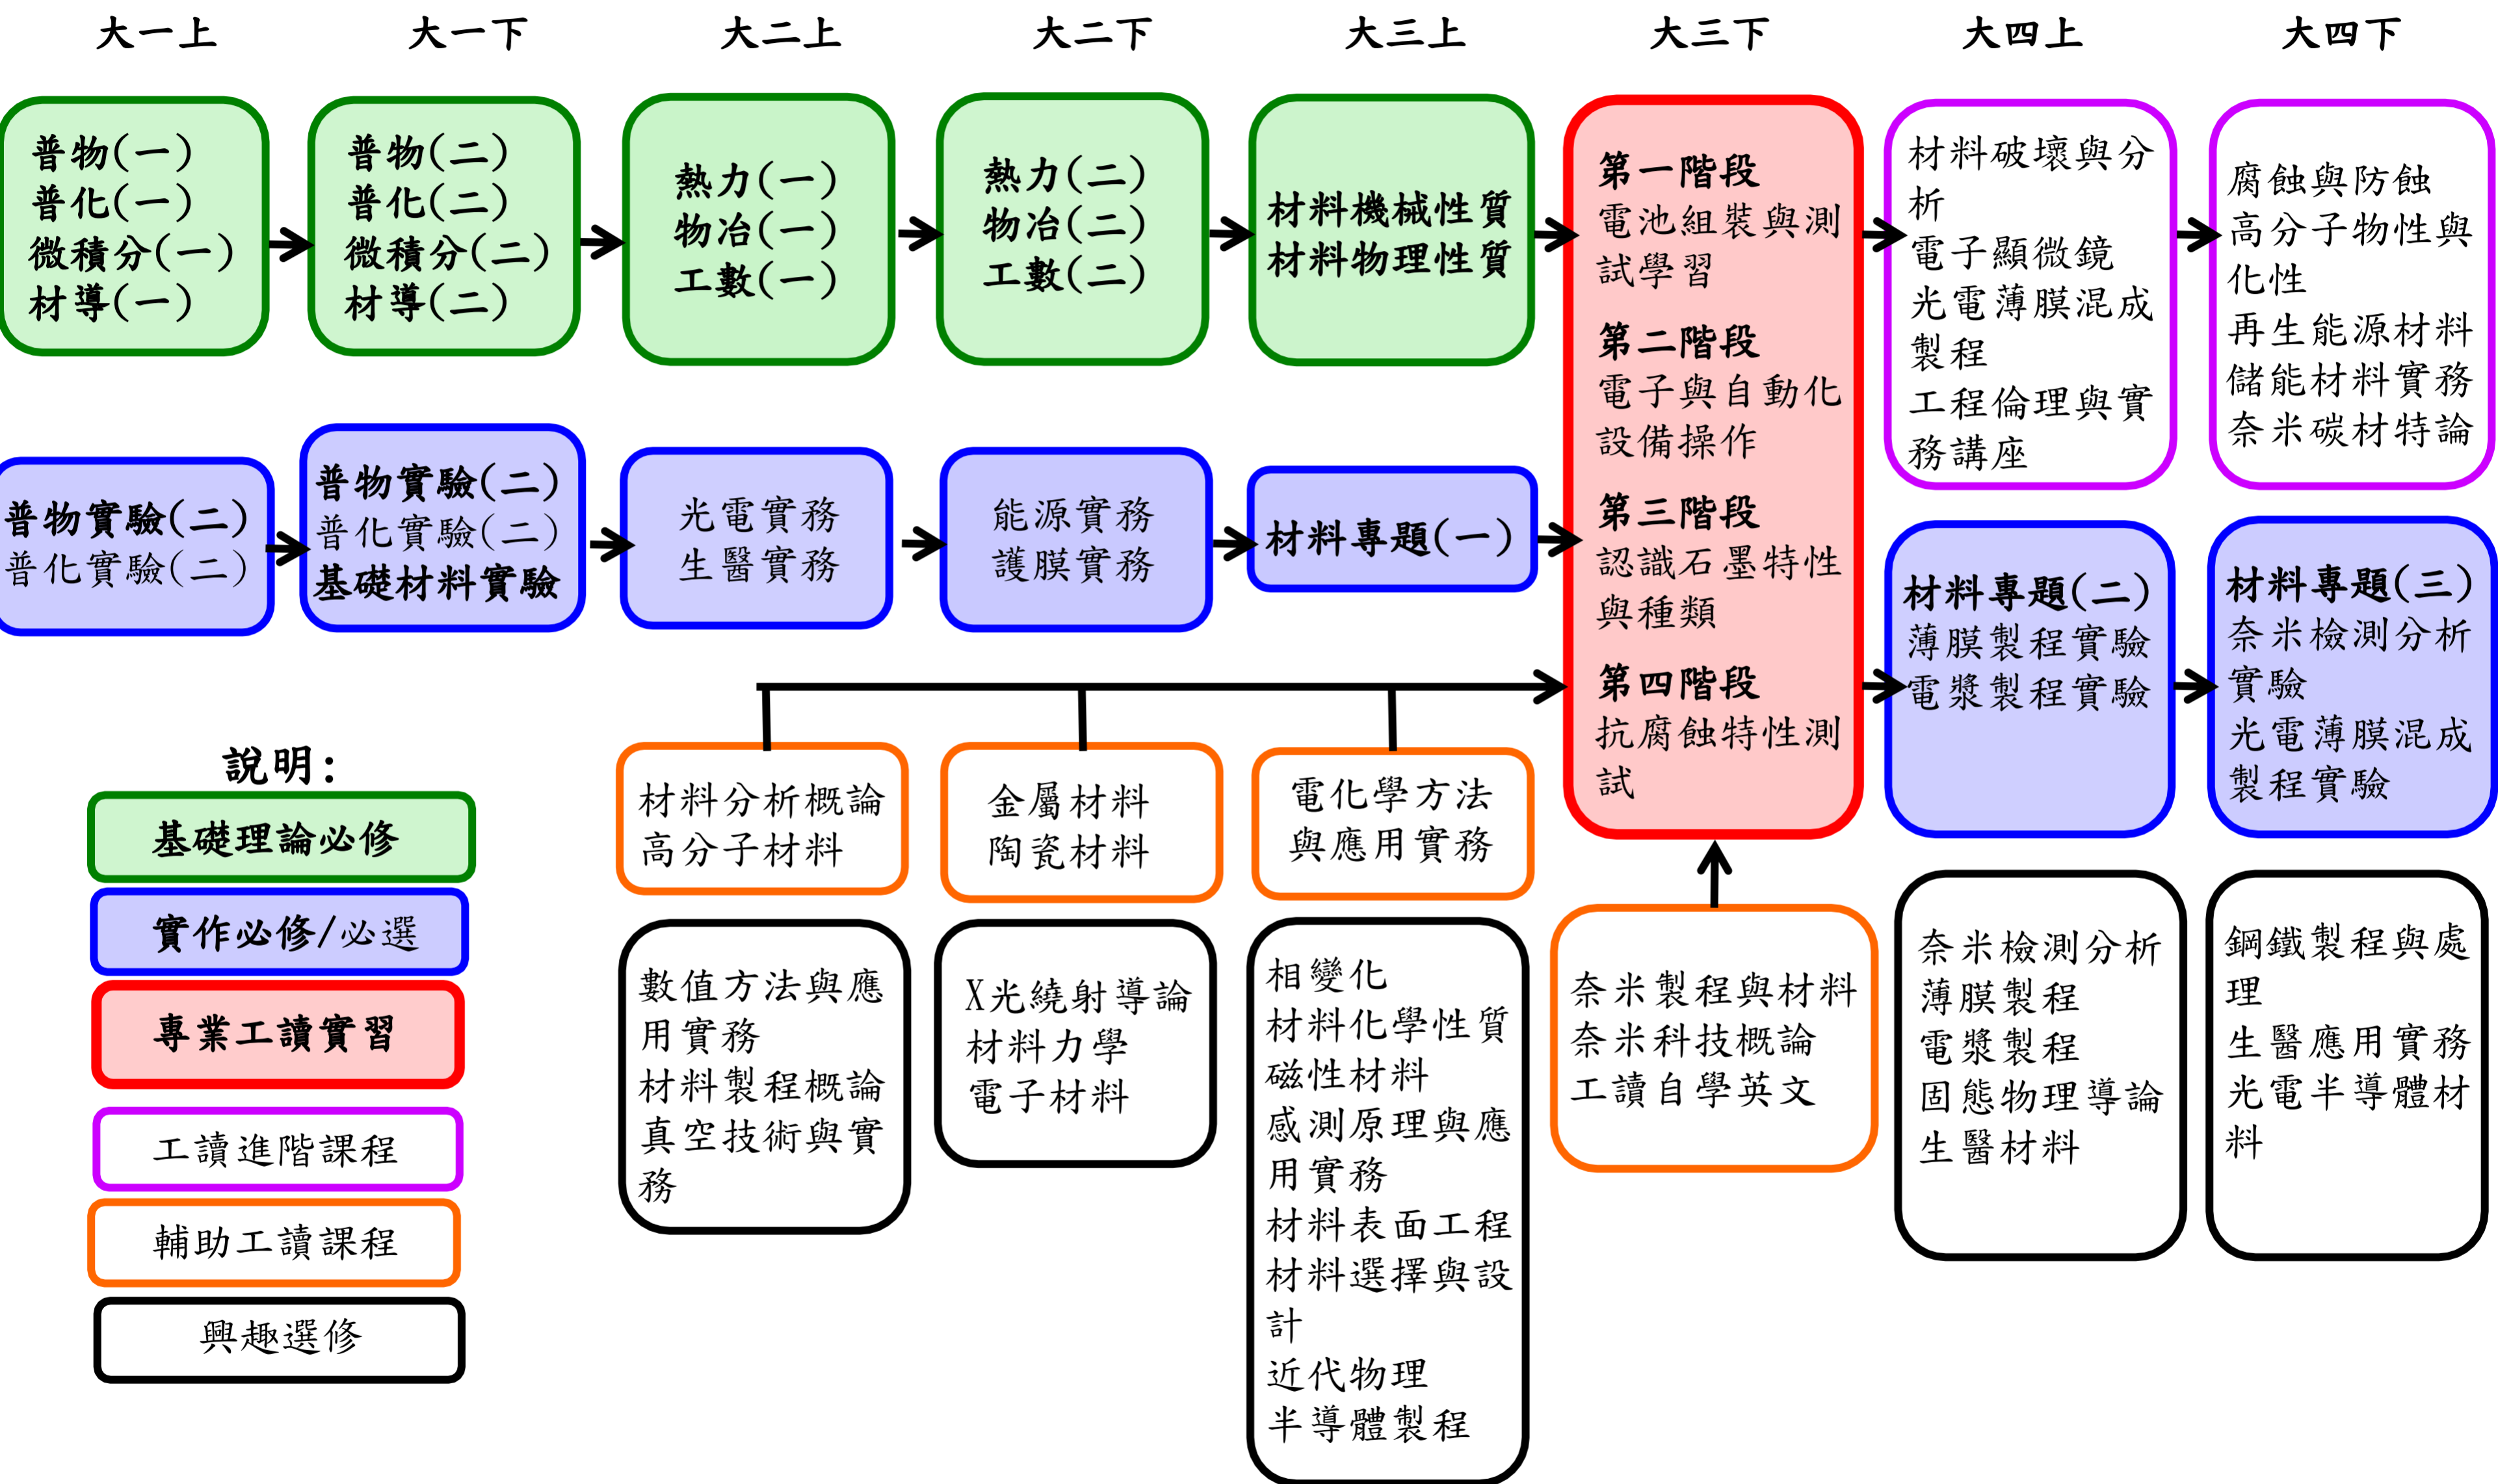 大一上
大一下
大二上
大二下
大三上
大三下
大四上
大四下
普物(一)
普化(一)
微積分(一)
材導(一)
普物(二)
普化(二)
微積分(二)
材導(二)
熱力(一)
物冶(一)
工數(一)
熱力(二)
物冶(二)
工數(二)
材料機械性質
材料物理性質
第一階段
電池組裝與測
試學習
第二階段
電子與自動化
設備操作
第三階段
認識石墨特性
與種類
第四階段
抗腐蝕特性測
試
材料破壞與分
析
電子顯微鏡
光電薄膜混成
製程
工程倫理與實
務講座
腐蝕與防蝕
高分子物性與
化性
再生能源材料
儲能材料實務
奈米碳材特論
普物實驗(二)
普化實驗(二)
普物實驗(二)
普化實驗(二)
基礎材料實驗
光電實務
生醫實務
能源實務
護膜實務
材料專題(一)
材料專題(二)
薄膜製程實驗
電漿製程實驗
材料專題(三)
奈米檢測分析
實驗
光電薄膜混成
製程實驗
材料分析概論
高分子材料
金屬材料
陶瓷材料
電化學方法
與應用實務
數值方法與應
用實務
材料製程概論
真空技術與實
務
X光繞射導論
材料力學
電子材料
相變化
材料化學性質
磁性材料
感測原理與應
用實務
材料表面工程
材料選擇與設
計
近代物理
半導體製程
奈米製程與材料
奈米科技概論
工讀自學英文
奈米檢測分析
薄膜製程
電漿製程
固態物理導論
生醫材料
鋼鐵製程與處
理
生醫應用實務
光電半導體材
料
說明:
基礎理論必修
實作必修/必選
專業工讀實習
工讀進階課程
輔助工讀課程
興趣選修